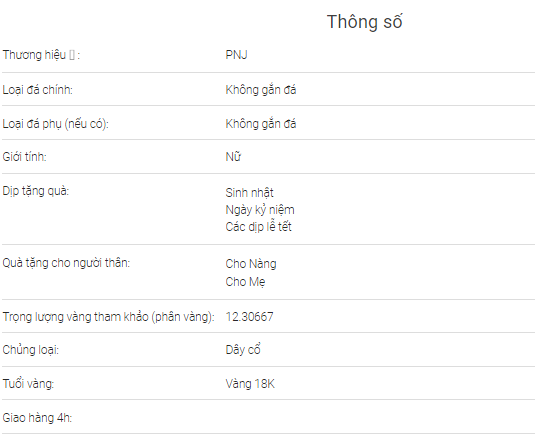 Thông số
Thương hiệu [] : PNJ
Loại đá chính: Không gắn đá
Loại đá phụ (nếu có): Không gắn đá
Giới tính: Nữ
Dịp tặng quà: Sinh nhật
Ngày kỷ niệm
Các dịp lễ tết
Quà tặng cho người thân: Cho Nàng
Cho Mẹ
Trọng lượng vàng tham khảo (phân vàng): 12.30667
Chủng loại: Dây cổ
Tuổi vàng: Vàng 18K
Giao hàng 4h: